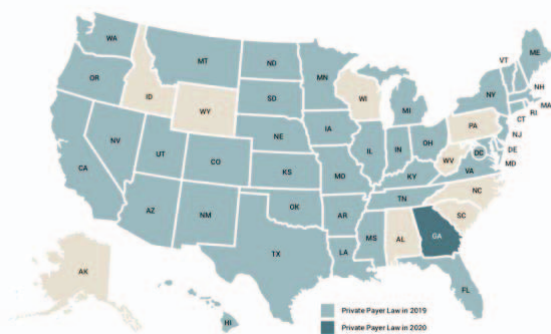 WA
MT
ND
MN
VT
ME
OR
ID
SD
WI
MI
NY
NH
MA
WY
IA
PA
CT
RI
NV
NE
IL
IN
OH
NJ
UT
CO
WV
DC
DE
CA
KS
MO
KY
VA
MD
AZ
NM
OK
AR
TN
NC
TX
LA
MS
AL
GA
SC
AK
FL
HI
Private Payer Law in 2019
Private Payer Law in 2020